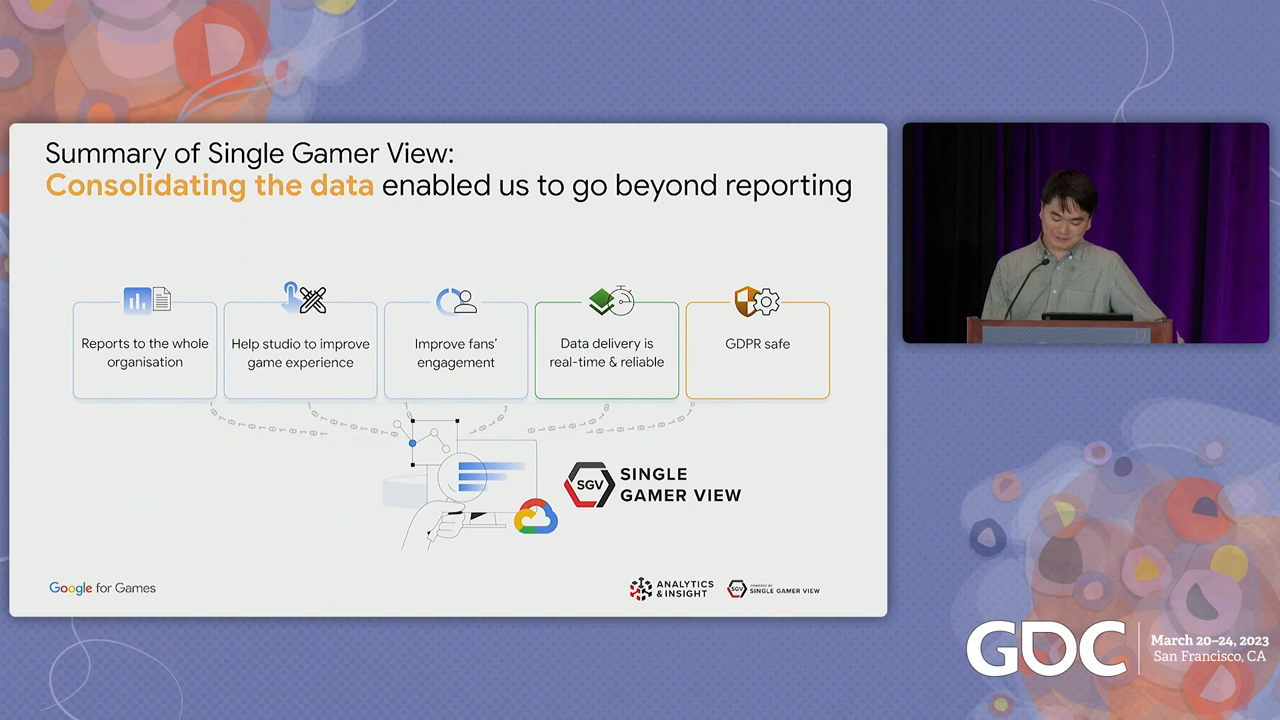 Summary of Single Gamer View:
Consolidating the data enabled us to go beyond reporting
Reports to the whole
organisation
Help studio to improve
game experience
Improve fans'
engagement
Data delivery is
real-time & reliable
GDPR safe
SGV
SINGLE
GAMER VIEW
Google for Games
ANALYTICS
& INSIGHT
SGV
POWERED BY
SINGLE GAMER VIEW
GDC
March 20–24, 2023
San Francisco, CA